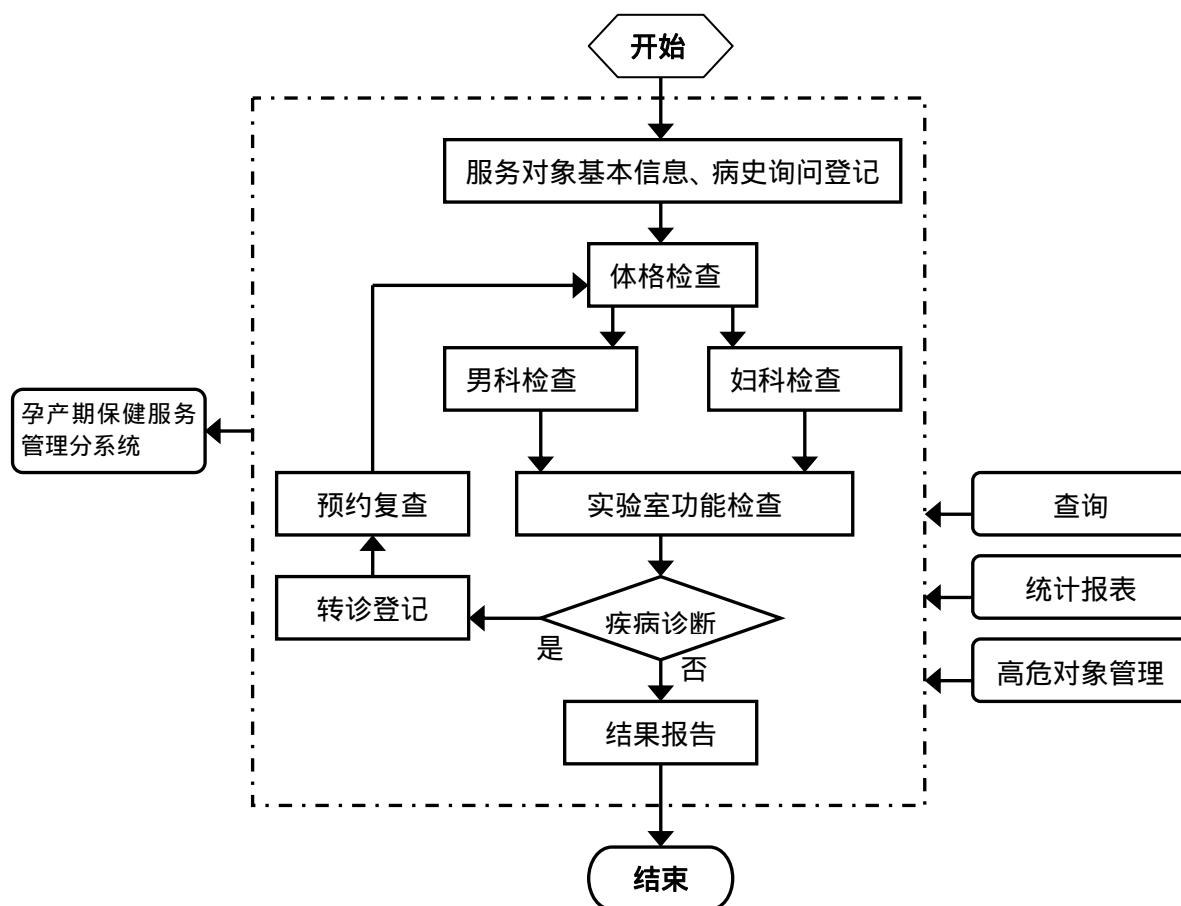 开始
服务对象基本信息、病史询问登记
体格检查
男科检查
妇科检查
孕产期保健服务
管理分系统
预约复查
实验室功能检查
查询
转诊登记
疾病诊断
统计报表
是
否
高危对象管理
结果报告
结束